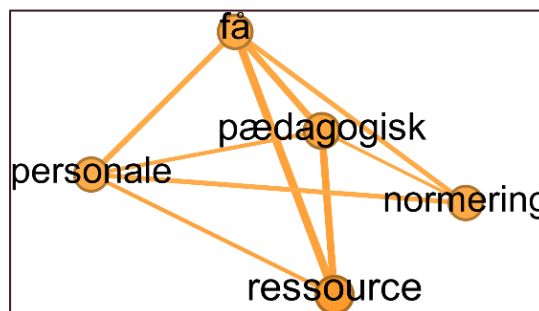 få
pædagogisk
personale
normering
ressource